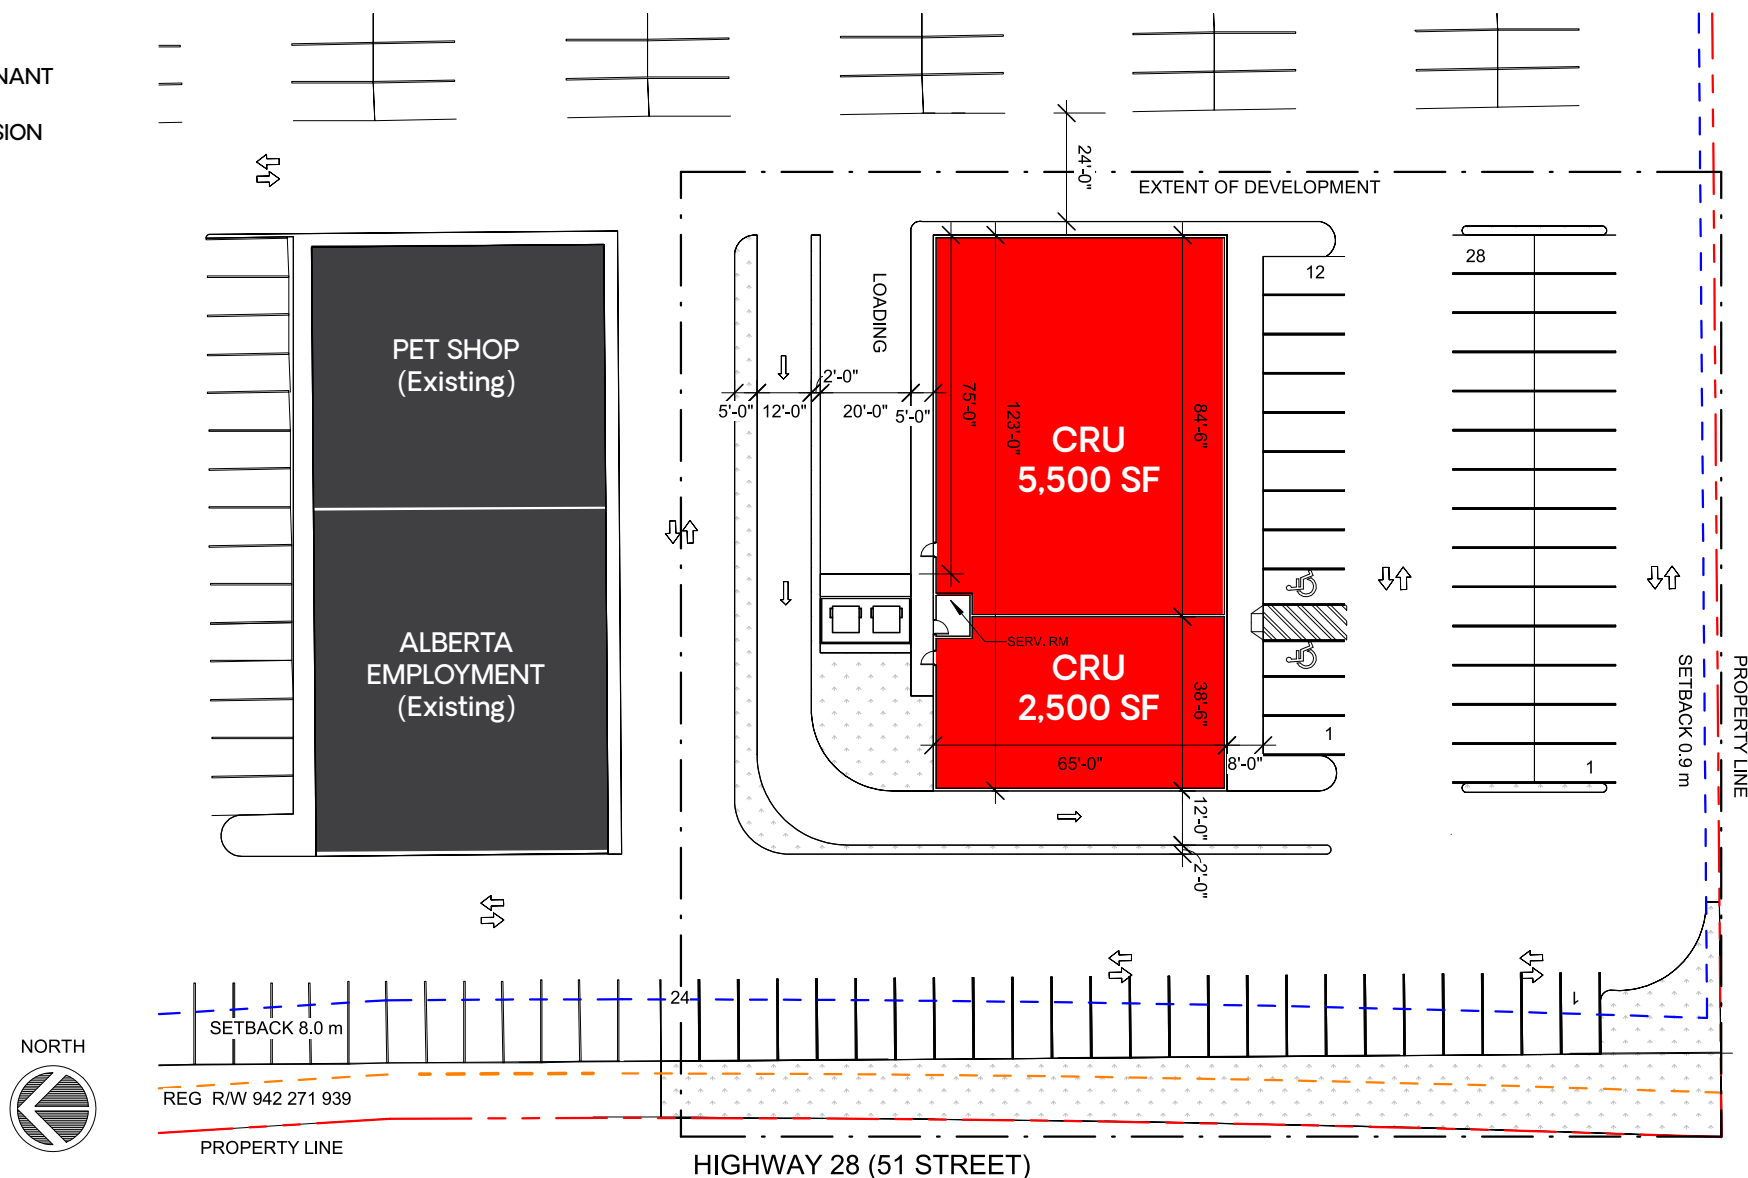 NANT
SION
24'-0"
EXTENT OF DEVELOPMENT
LOADING
12
28
PET SHOP
(Existing)
2'-0"
5'-0"
12'-0"
20'-0"
5'-0"
75'-0"
123'-0"
84'-6"
CRU
5,500 SF
SERV. RM
ALBERTA
EMPLOYMENT
(Existing)
CRU
2,500 SF
38'-6"
65'-0"
8'-0"
1
1
SETBACK 0.9 m
PROPERTY LINE
12'-0"
2'-0"
24
1
SETBACK 8.0 m
NORTH
REG R/W 942 271 939
PROPERTY LINE
HIGHWAY 28 (51 STREET)